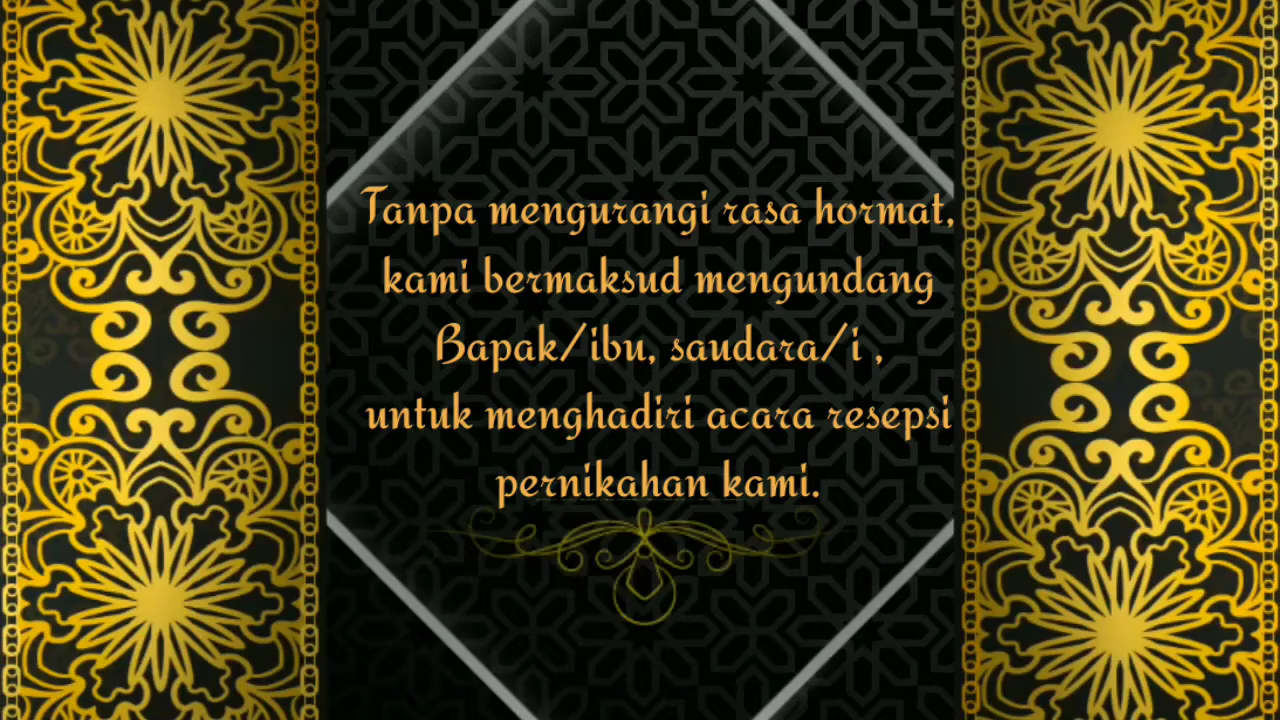 Tanpa mengurangi rasa hormat,
kami bermaksud mengundang
Bapak/ibu, saudara/i ,
untuk menghadiri acara resepsi
pernikahan kami.